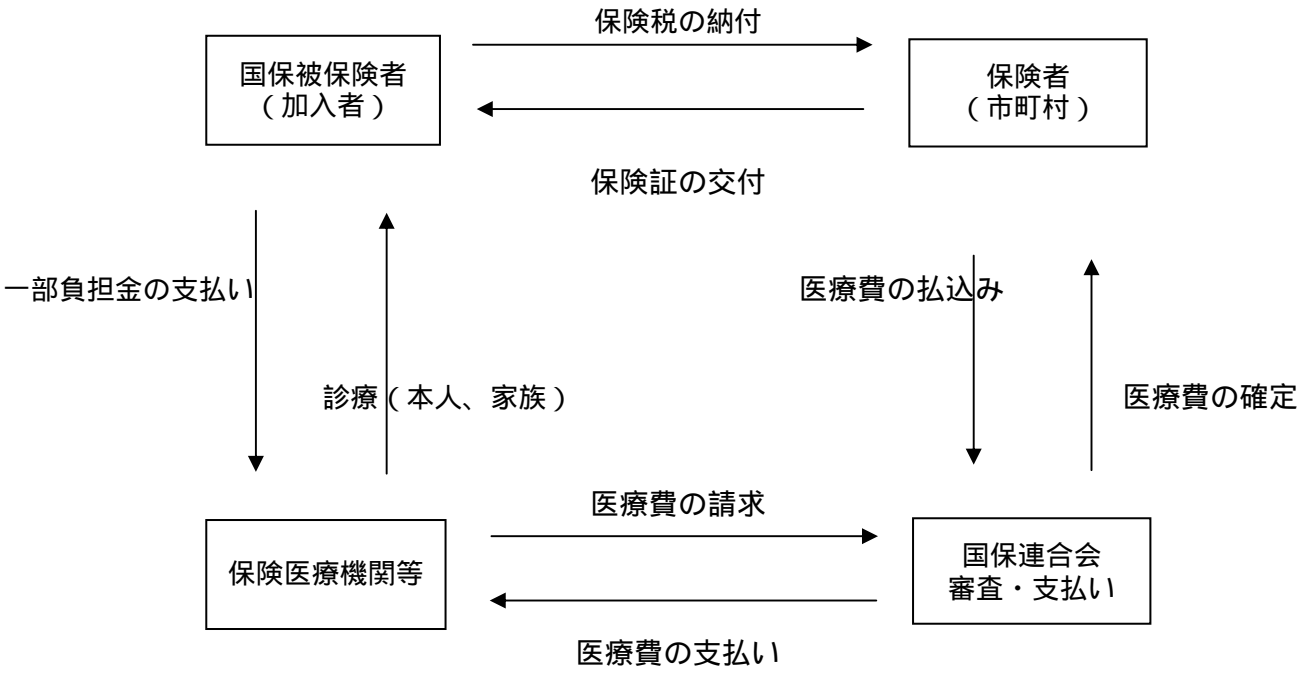 保険税の納付
国保被保険者
(加入者)
保険者
(市町村)
保険証の交付
一部負担金の支払い
医療費の払込み
診療(本人、家族)
医療費の確定
医療費の請求
保険医療機関等
国保連合会
審査・支払い
医療費の支払い